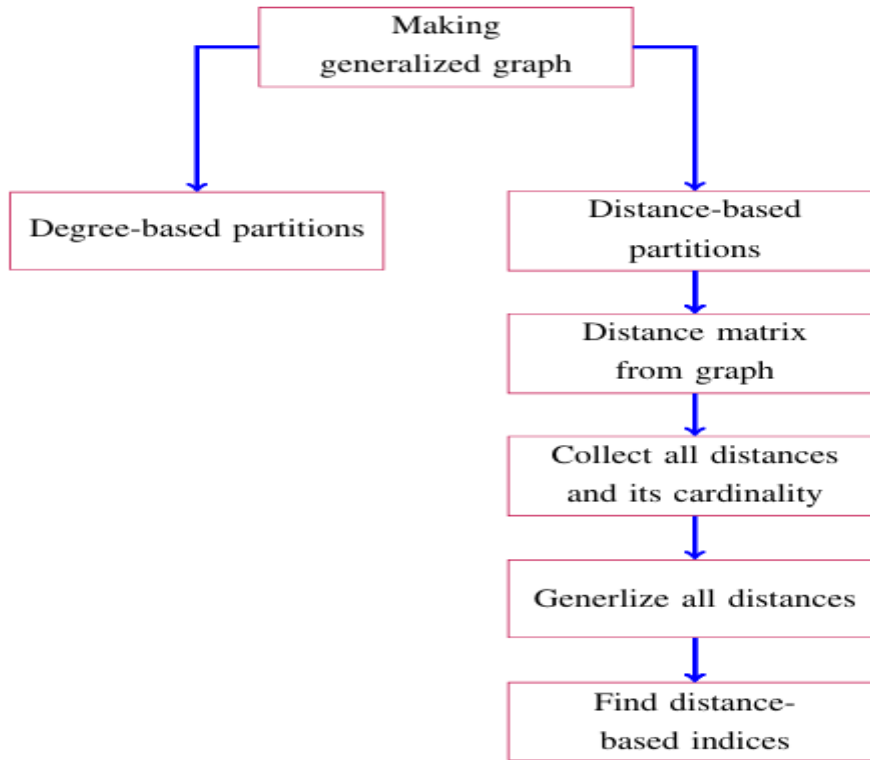 Making
generalized graph
Degree-based partitions
Distance-based
partitions
Distance matrix
from graph
Collect all distances
and its cardinality
Generlize all distances
Find distance-
based indices